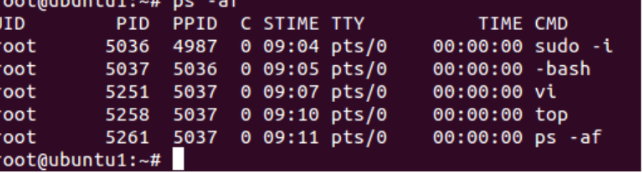 root@ubuntu1:~# ps -af
UID PID PPID C STIME TTY TIME CMD
root 5036 4987 0 09:04 pts/0 00:00:00 sudo -i
root 5037 5036 0 09:05 pts/0 00:00:00 -bash
root 5251 5037 0 09:07 pts/0 00:00:00 vi
root 5258 5037 0 09:10 pts/0 00:00:00 top
root 5261 5037 0 09:11 pts/0 00:00:00 ps -af
root@ubuntu1:~#